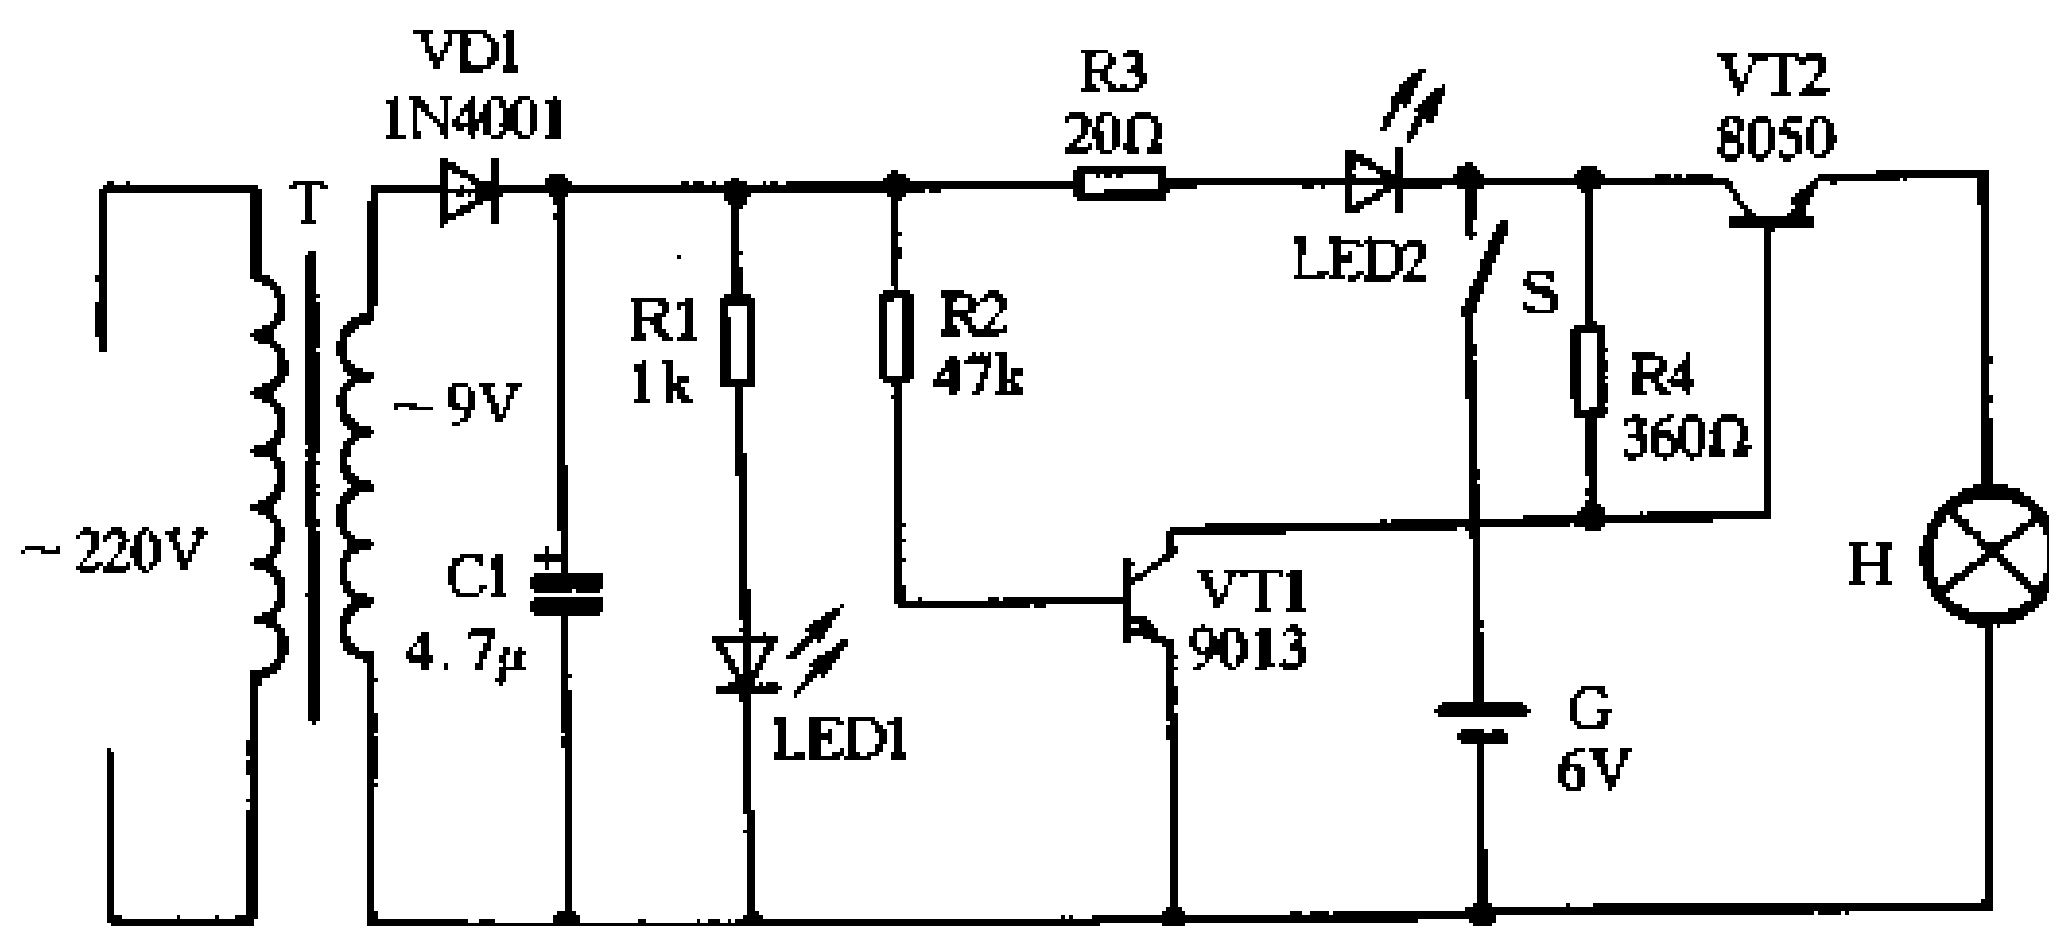 VD1
1N4001
R3
20Ω
VT2
8050
T
LED2
S
R1
1k
R2
47k
~9V
R4
360Ω
~220V
C1
4.7μ
VT1
9013
H
LED1
G
6V
+